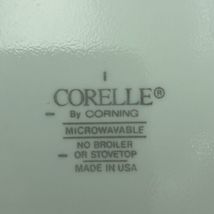 CORELLE®
By CORNING
MICROWAVABLE
NO BROILER
OR STOVETOP
MADE IN USA